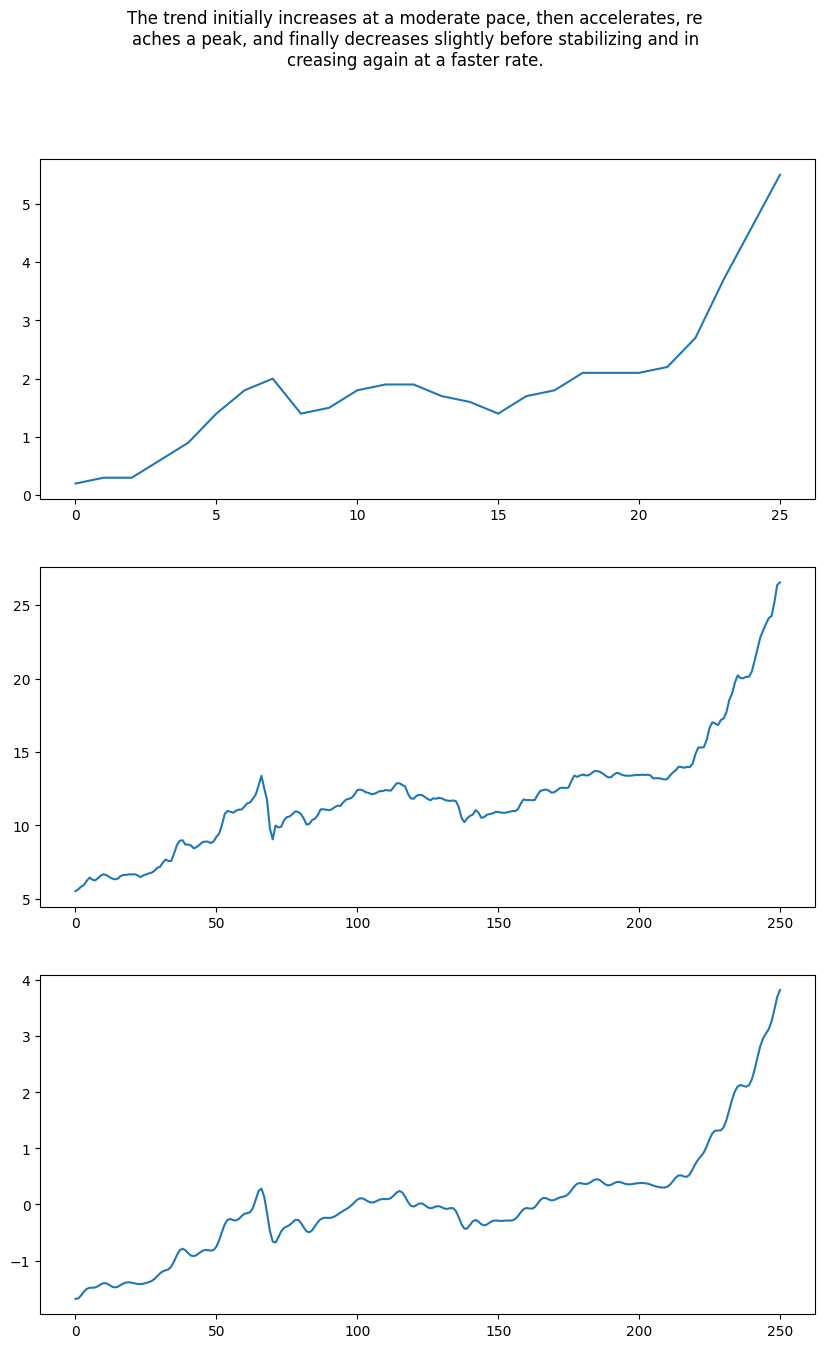 The trend initially increases at a moderate pace, then accelerates, re
aches a peak, and finally decreases slightly before stabilizing and in
creasing again at a faster rate.
5
4
3
2
1
0
0 5 10 15 20 25
25
20
15
10
5
0 50 100 150 200 250
4
3
2
1
0
−1
0 50 100 150 200 250